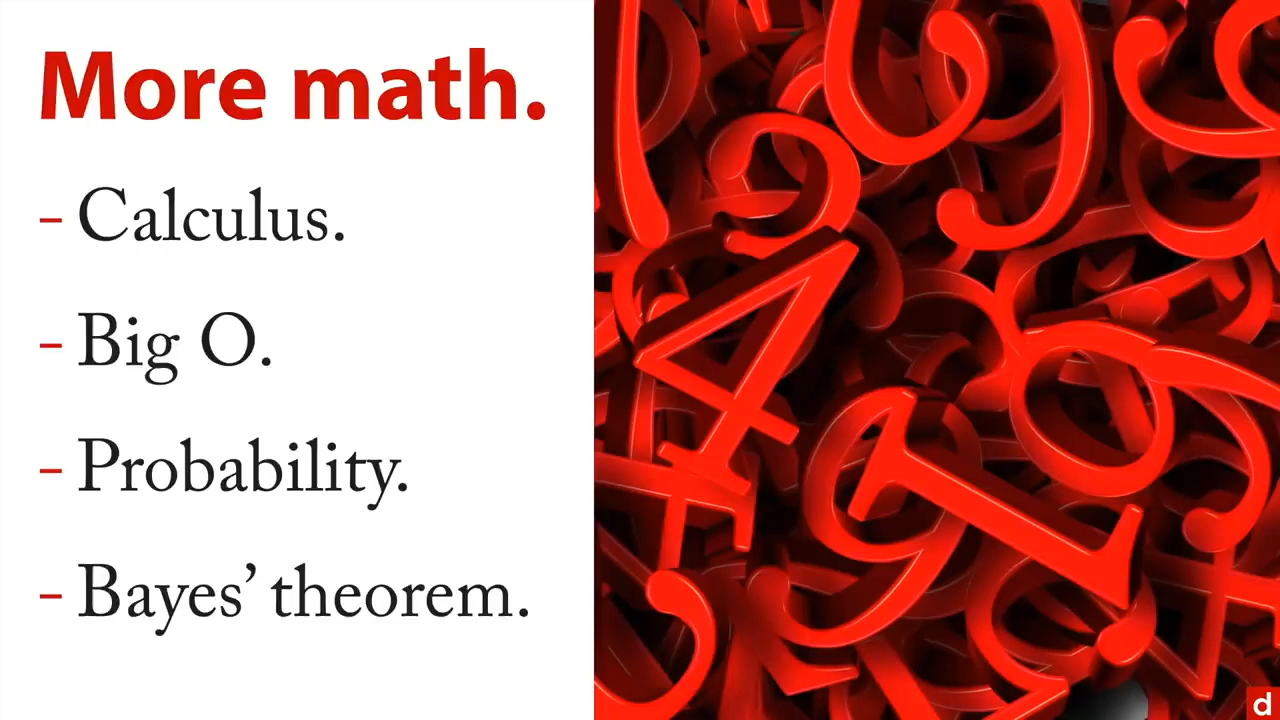 More math.
- Calculus.
- Big O.
- Probability.
- Bayes’ theorem.
d